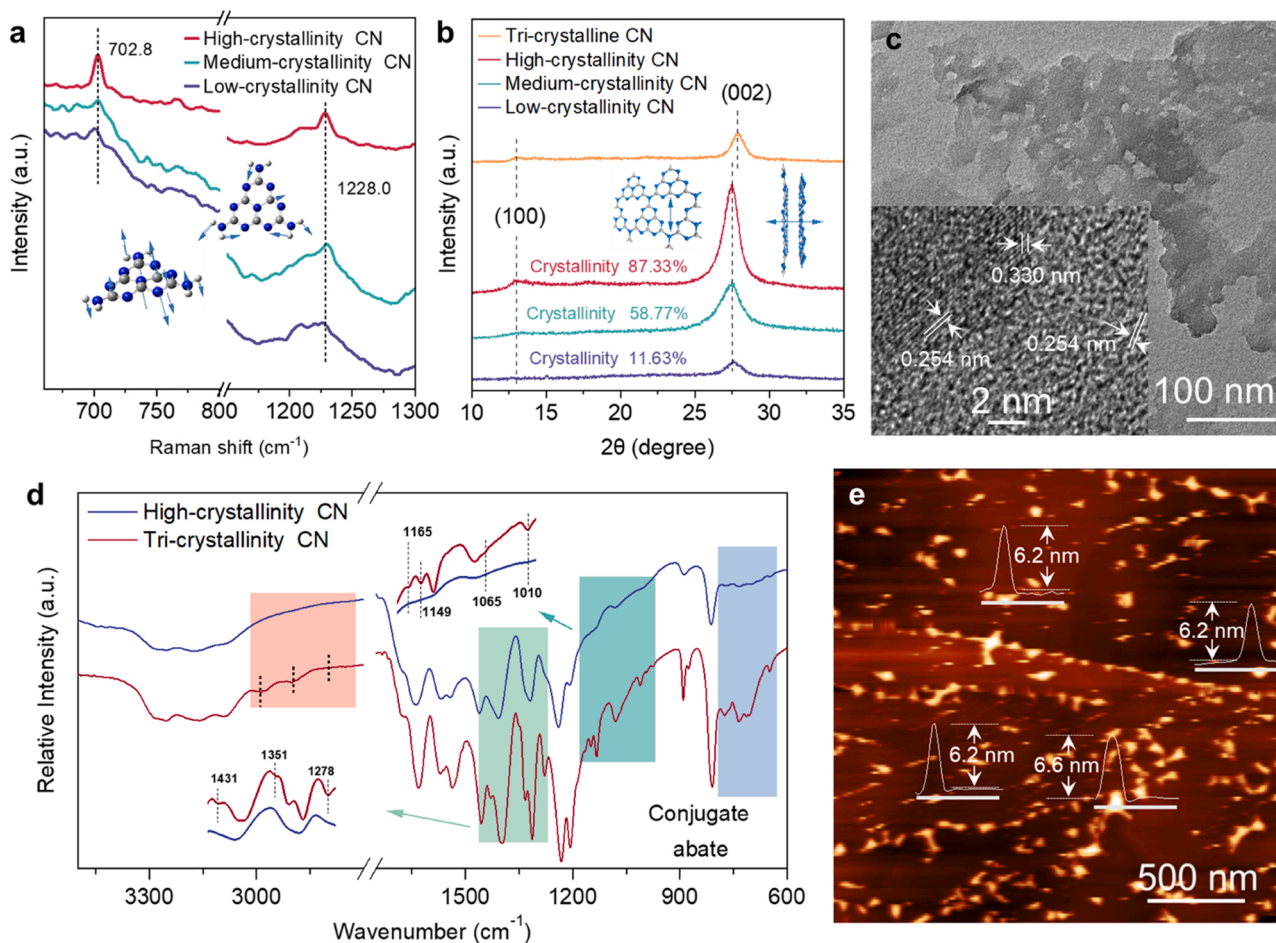 a
702.8
High-crystallinity CN
Medium-crystallinity CN
Low-crystallinity CN
1228.0
Intensity (a.u.)
700
750
800
1200
1250
1300
Raman shift (cm⁻¹)
b
Tri-crystalline CN
High-crystallinity CN
Medium-crystallinity CN
Low-crystallinity CN
(002)
(100)
Crystallinity 87.33%
Crystallinity 58.77%
Crystallinity 11.63%
Intensity (a.u.)
10
15
20
25
30
35
2θ (degree)
c
0.330 nm
0.254 nm
0.254 nm
2 nm
100 nm
d
High-crystallinity CN
Tri-crystallinity CN
1165
1149
1065
1010
1431
1351
1278
Conjugate
abate
Relative Intensity (a.u.)
3300
3000
1500
1200
900
600
Wavenumber (cm⁻¹)
e
6.2 nm
6.2 nm
6.2 nm
6.6 nm
500 nm